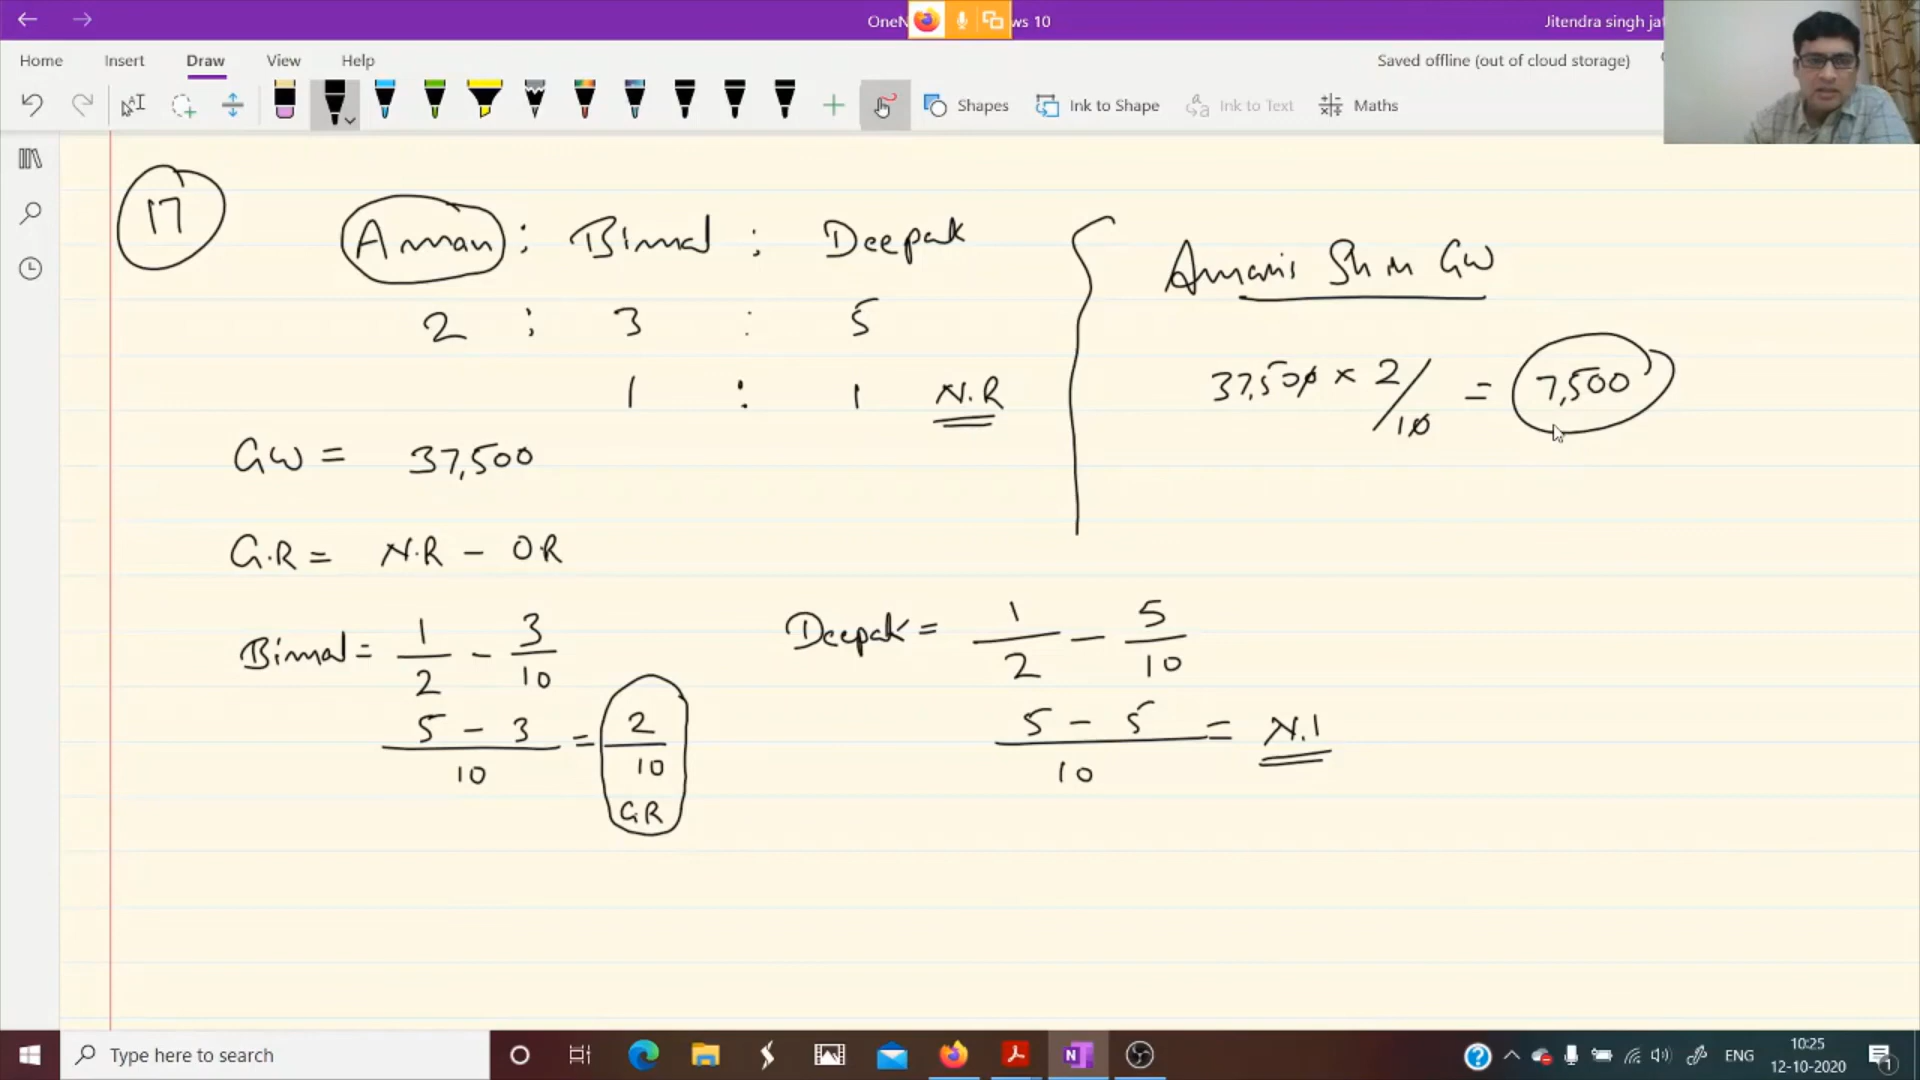 OneN
ws 10
Jitendra singh jat
Home Insert Draw View Help
Saved offline (out of cloud storage)
Shapes Ink to Shape Ink to Text Maths
17
Aman : Bimal : Deepak
2 : 3 : 5
1 : 1 N.R
GW = 37,500
G.R = N.R - O.R
Bimal = 1/2 - 3/10
5 - 3 / 10 = 2/10
GR
Deepak = 1/2 - 5/10
5 - 5 / 10 = N.I
Aman's Sh in GW
37,500 x 2/10 = 7,500
Type here to search
ENG
10:25
12-10-2020
1